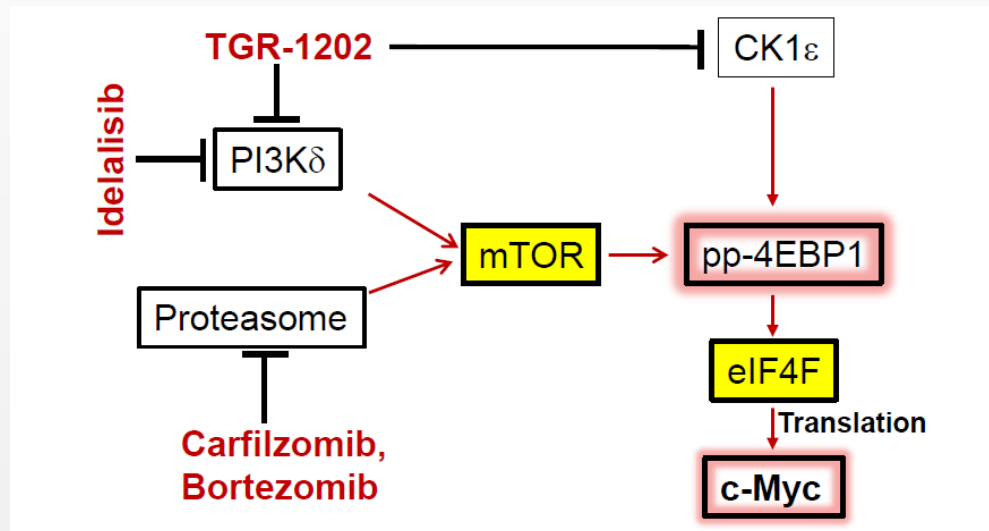 TGR-1202
CK1ε
Idelalisib
PI3Kδ
mTOR
pp-4EBP1
Proteasome
eIF4F
Translation
Carfilzomib,
Bortezomib
c-Myc